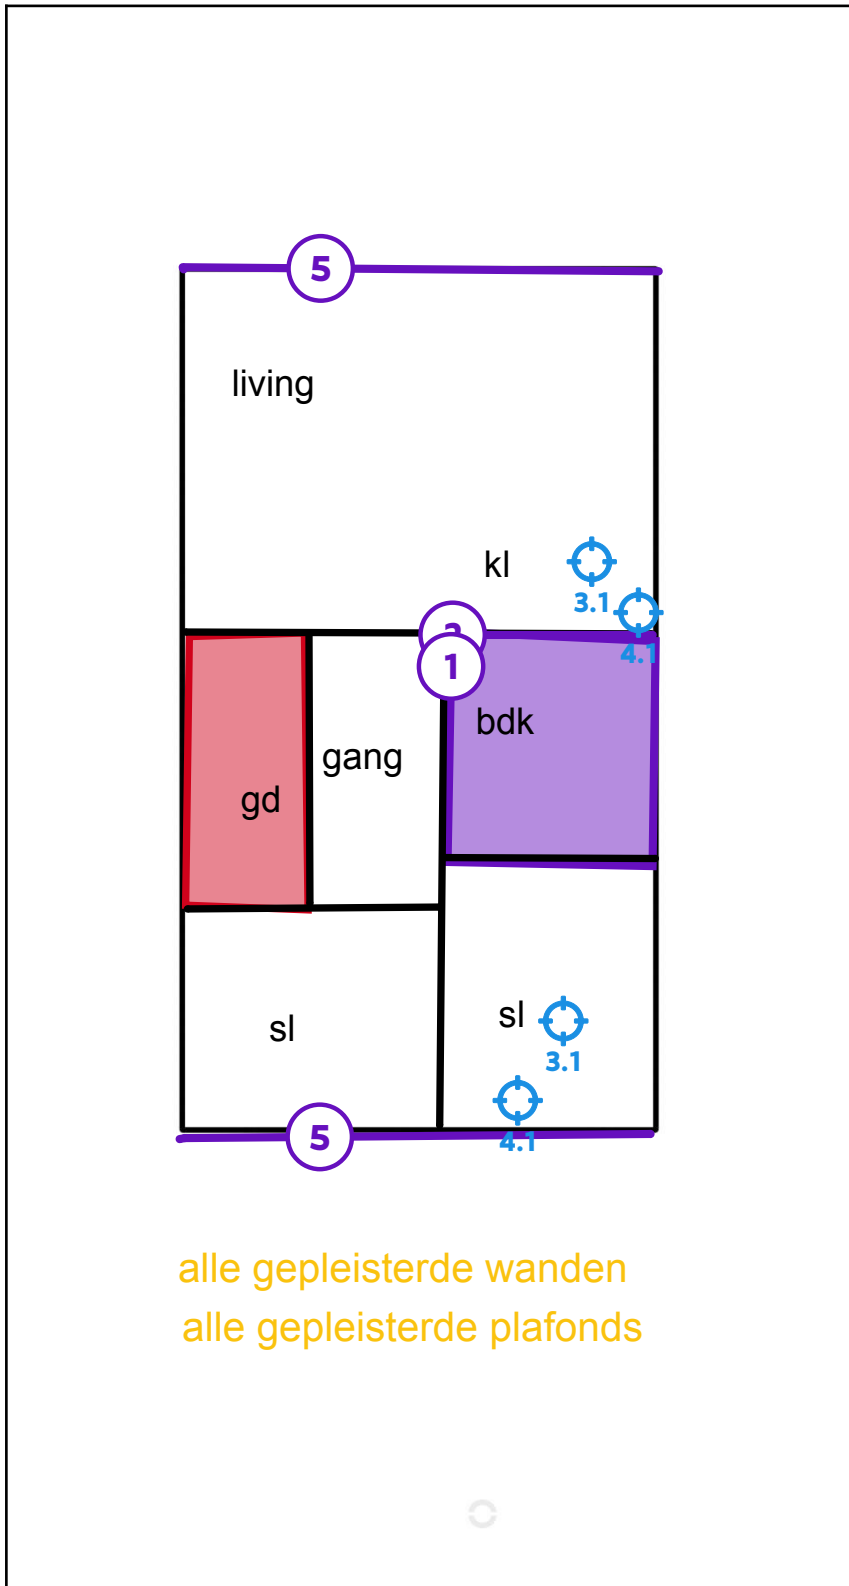 5
living
kl
3.1
4.1
1
bdk
gang
gd
sl
sl
3.1
4.1
5
alle gepleisterde wanden
alle gepleisterde plafonds